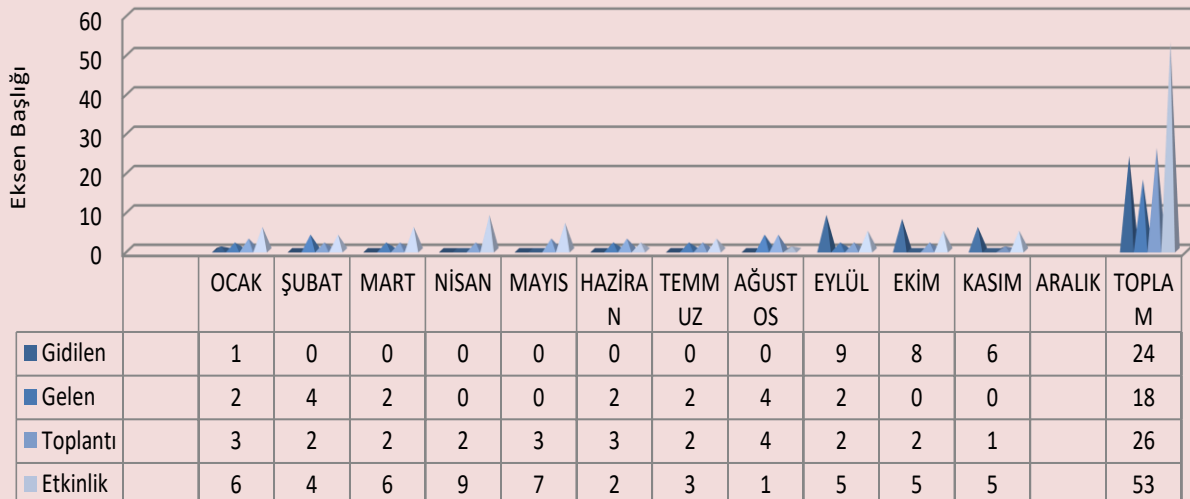 60
50
40
30
20
10
0
Eksen Başlığı
OCAK ŞUBAT MART NİSAN MAYIS HAZİRA TEMM AĞUST EYLÜL EKİM KASIM ARALIK TOPLA
N UZ OS M
Gidilen 1 0 0 0 0 0 0 0 9 8 6 24
Gelen 2 4 2 0 0 2 2 4 2 0 0 18
Toplantı 3 2 2 2 3 3 2 4 2 2 1 26
Etkinlik 6 4 6 9 7 2 3 1 5 5 5 53